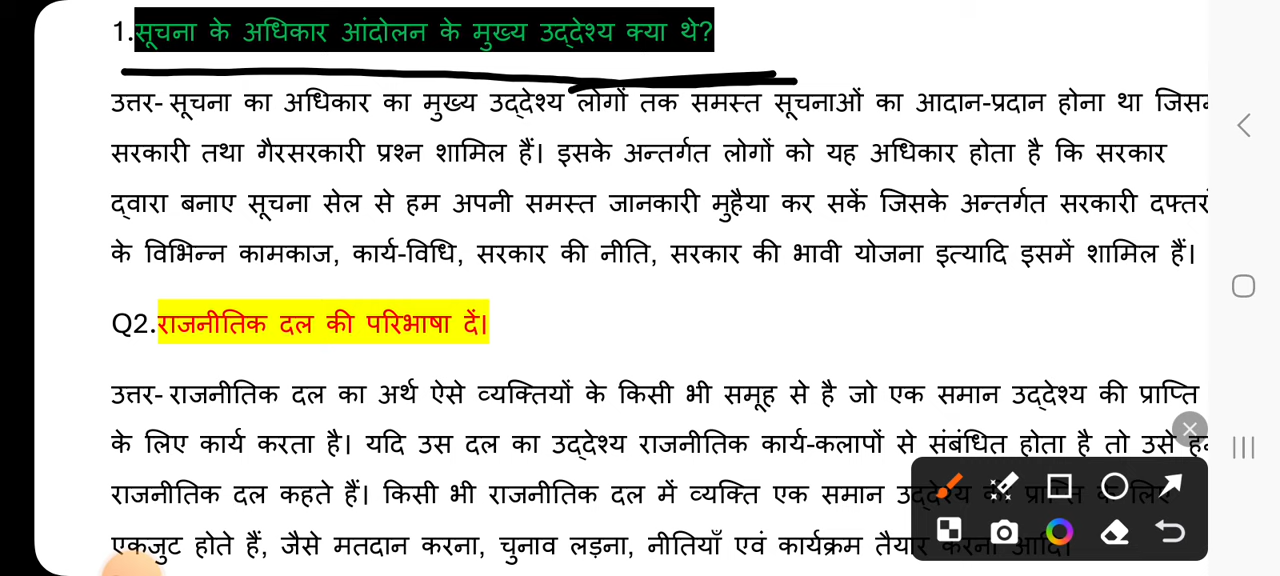 1.सूचना के अधिकार आंदोलन के मुख्य उद्देश्य क्या थे?
उत्तर- सूचना का अधिकार का मुख्य उद्देश्य लोगों तक समस्त सूचनाओं का आदान-प्रदान होना था
सरकारी तथा गैरसरकारी प्रश्न शामिल हैं। इसके अन्तर्गत लोगों को यह अधिकार होता है कि सरकार
द्वारा बनाए सूचना सेल से हम अपनी समस्त जानकारी मुहैया कर सकें जिसके अन्तर्गत सरकारी
के विभिन्न कामकाज, कार्य-विधि, सरकार की नीति, सरकार की भावी योजना इत्यादि इसमें शामिल हैं।
Q2.राजनीतिक दल की परिभाषा दें।
उत्तर- राजनीतिक दल का अर्थ ऐसे व्यक्तियों के किसी भी समूह से है जो एक समान उद्देश्य की प्राप्ति
के लिए कार्य करता है। यदि उस दल का उद्देश्य राजनीतिक कार्य-कलापों से संबंधित होता है तो उसे
राजनीतिक दल कहते हैं। किसी भी राजनीतिक दल में व्यक्ति एक समान उद्देश्य की प्राप्ति के लिए
एकजुट होते हैं, जैसे मतदान करना, चुनाव लड़ना, नीतियाँ एवं कार्यक्रम तैयार करना आदि।